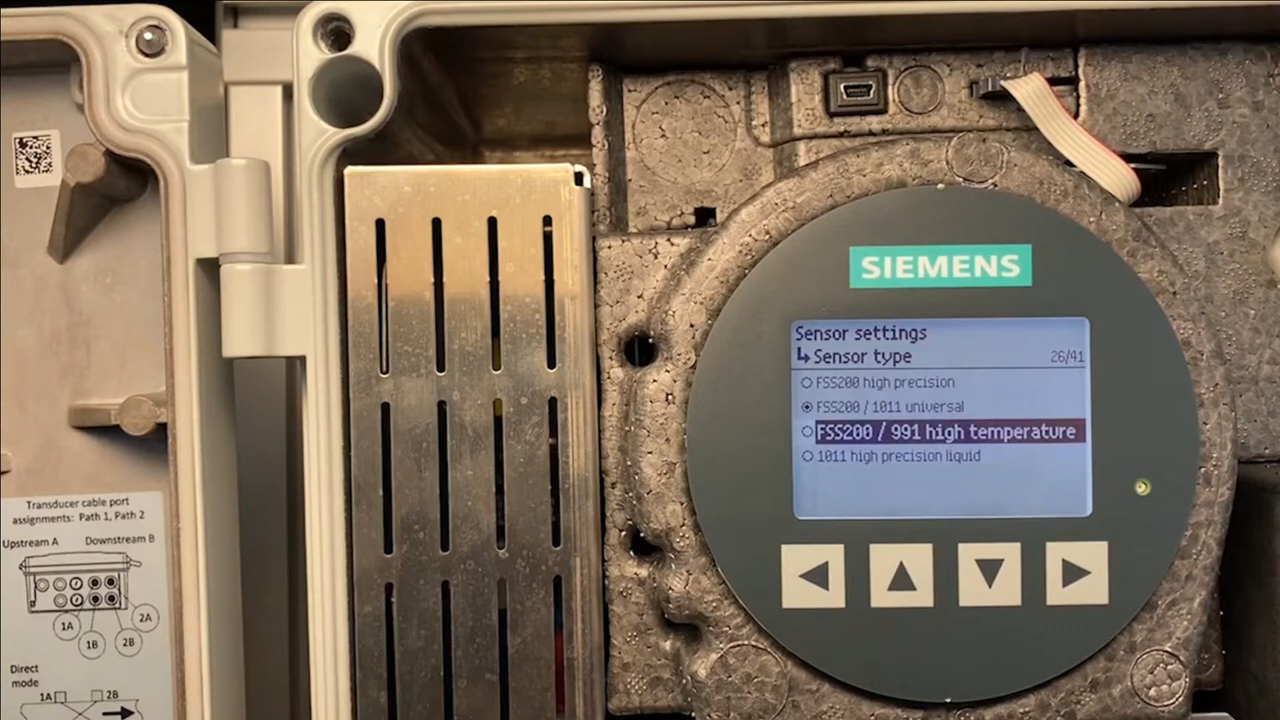 SIEMENS
Sensor settings
Sensor type 26/41
FSS200 high precision
FSS200 / 1011 universal
FSS200 / 991 high temperature
1011 high precision liquid
Transducer cable port
assignments: Path 1, Path 2
Upstream A Downstream B
2A
1A
1B 2B
Direct
mode
1A 2B